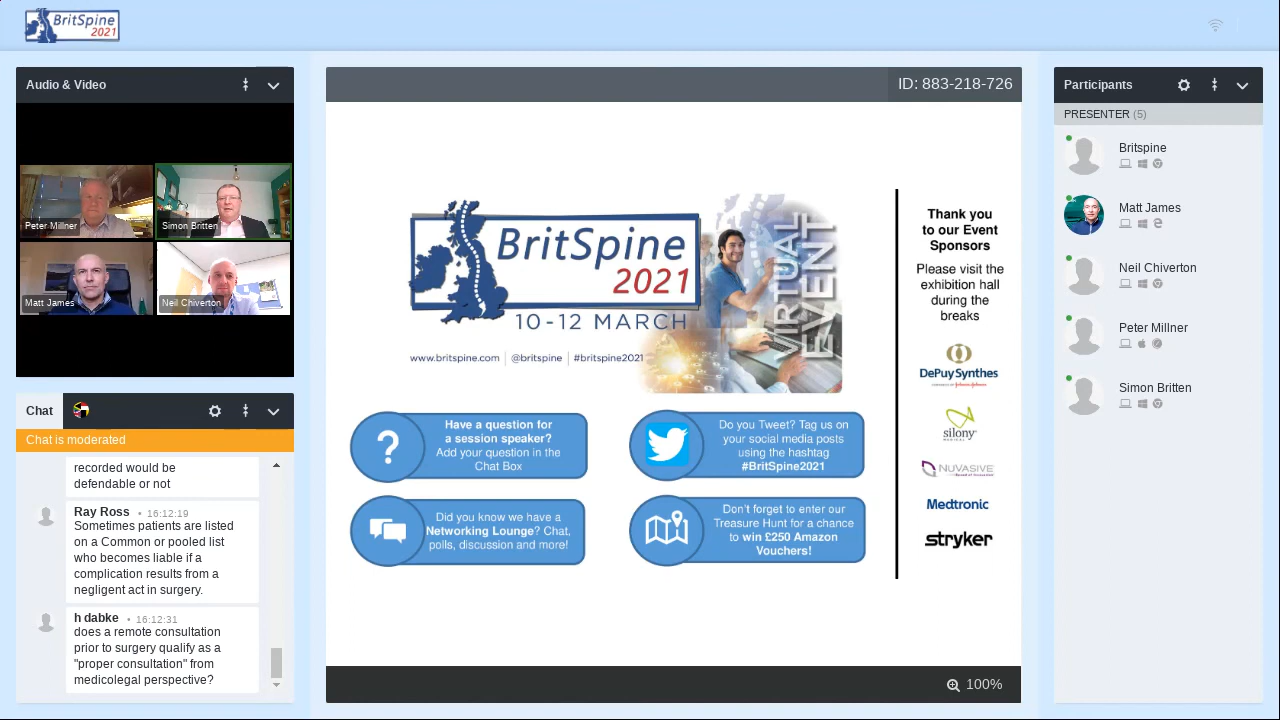 BritSpine
2021
Audio & Video
Peter Millner
Simon Britten
Matt James
Neil Chiverton
Chat
Chat is moderated
recorded would be
defendable or not
Ray Ross • 16:12:19
Sometimes patients are listed
on a Common or pooled list
who becomes liable if a
complication results from a
negligent act in surgery.
h dabke • 16:12:31
does a remote consultation
prior to surgery qualify as a
"proper consultation" from
medicolegal perspective?
ID: 883-218-726
BritSpine
2021
10-12 MARCH
VIRTUAL
EVENT
www.britspine.com | @britspine | #britspine2021
?
Have a question for
a session speaker?
Add your question in the
Chat Box
Do you Tweet? Tag us on
your social media posts
using the hashtag
#BritSpine2021
Did you know we have a
Networking Lounge? Chat,
polls, discussion and more!
Don't forget to enter our
Treasure Hunt for a chance
to win £250 Amazon
Vouchers!
Thank you
to our Event
Sponsors
Please visit the
exhibition hall
during the
breaks
DePuy Synthes
silony
MEDICAL
NUVASIVE
Medtronic
stryker
100%
Participants
PRESENTER (5)
Britspine
Matt James
Neil Chiverton
Peter Millner
Simon Britten